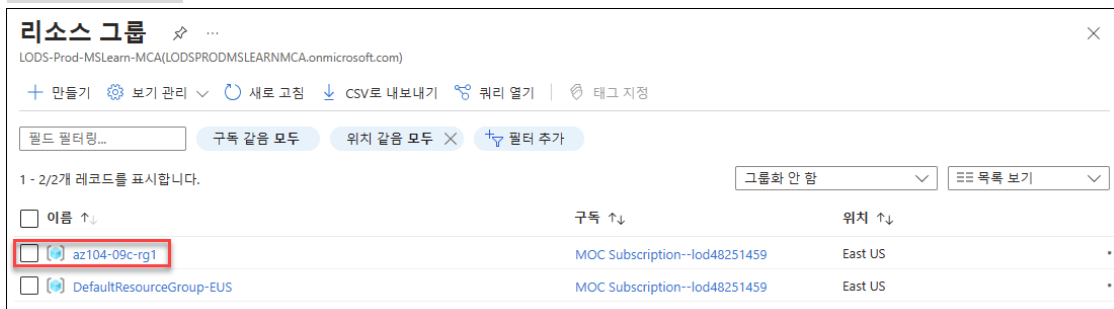 리소스 그룹
LODS-Prod-MSLearn-MCA(LODSPRODMSLEARNMCA.onmicrosoft.com)
만들기 보기 관리 새로 고침 CSV로 내보내기 쿼리 열기 태그 지정
필드 필터링... 구독 같음 모두 위치 같음 모두 필터 추가
1 - 2/2개 레코드를 표시합니다. 그룹화 안 함 목록 보기
이름 구독 위치
az104-09c-rg1 MOC Subscription--lod48251459 East US
DefaultResourceGroup-EUS MOC Subscription--lod48251459 East US